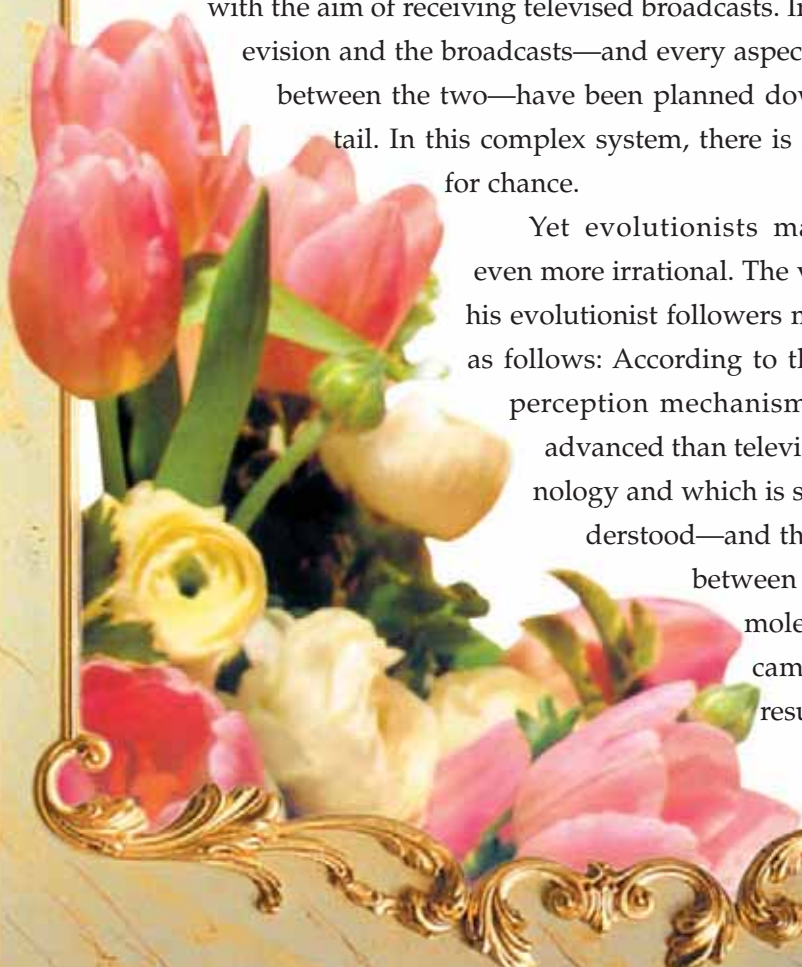 with the aim of receiving televised broadcasts. I
evision and the broadcasts—and every aspec
between the two—have been planned dow
tail. In this complex system, there is
for chance.
Yet evolutionists ma
even more irrational. The v
his evolutionist followers m
as follows: According to th
perception mechanism
advanced than televi
nology and which is s
derstood—and th
between
mole
cam
resu